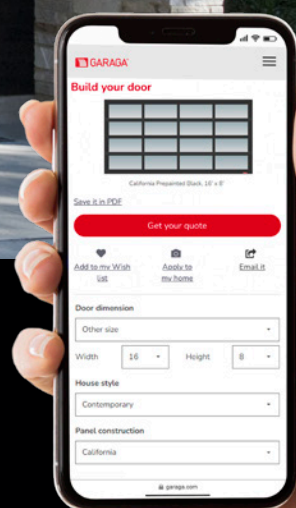 GARAGA
Build your door
California Prepainted Black, 16' x 8'
Save it in PDF
Get your quote
Add to my Wish list
Apply to my home
Email it
Door dimension
Other size
Width 16 Height 8
House style
Contemporary
Panel construction
California
garaga.com